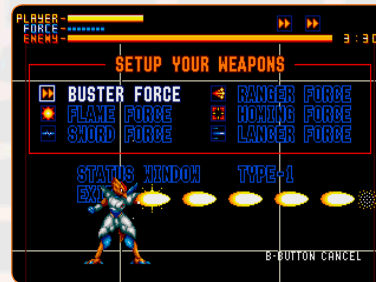 PLAYER-
FORCE-
ENEMY-
3:30
SETUP YOUR WEAPONS
BUSTER FORCE
RANGER FORCE
FLAME FORCE
HOMING FORCE
SWORD FORCE
LANCER FORCE
STATUS WINDOW TYPE-1
EXIT
B-BUTTON CANCEL